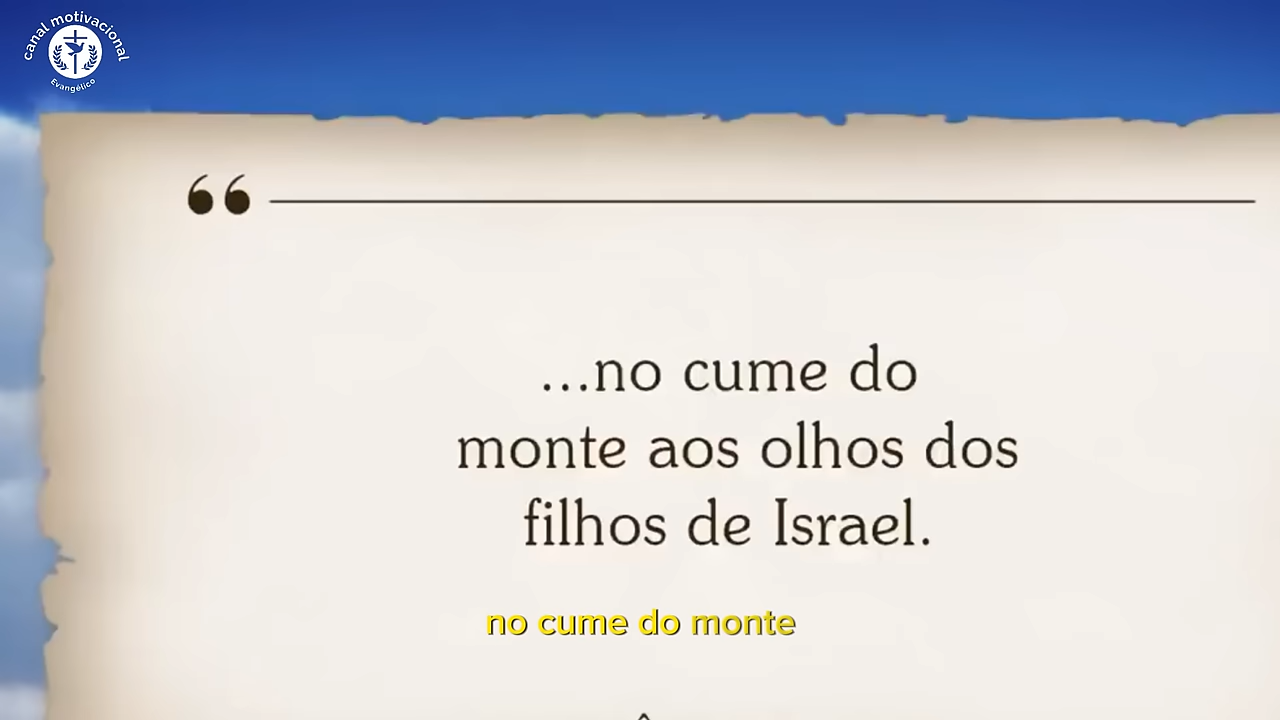 canal motivacional
Evangélico
“
...no cume do
monte aos olhos dos
filhos de Israel.
no cume do monte